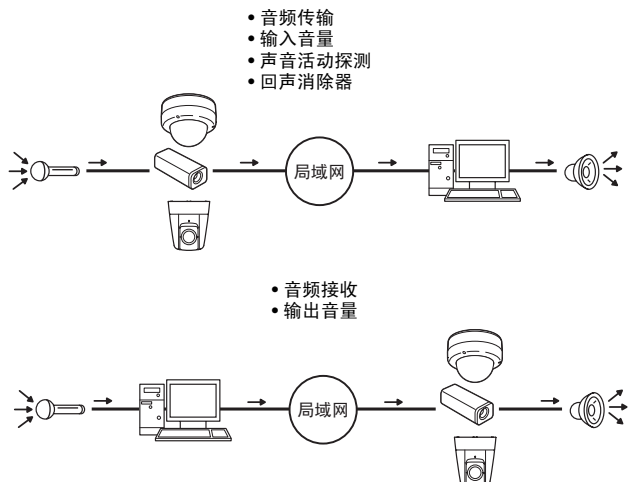 • 音频传输
• 输入音量
• 声音活动探测
• 回声消除器
局域网
• 音频接收
• 输出音量
局域网